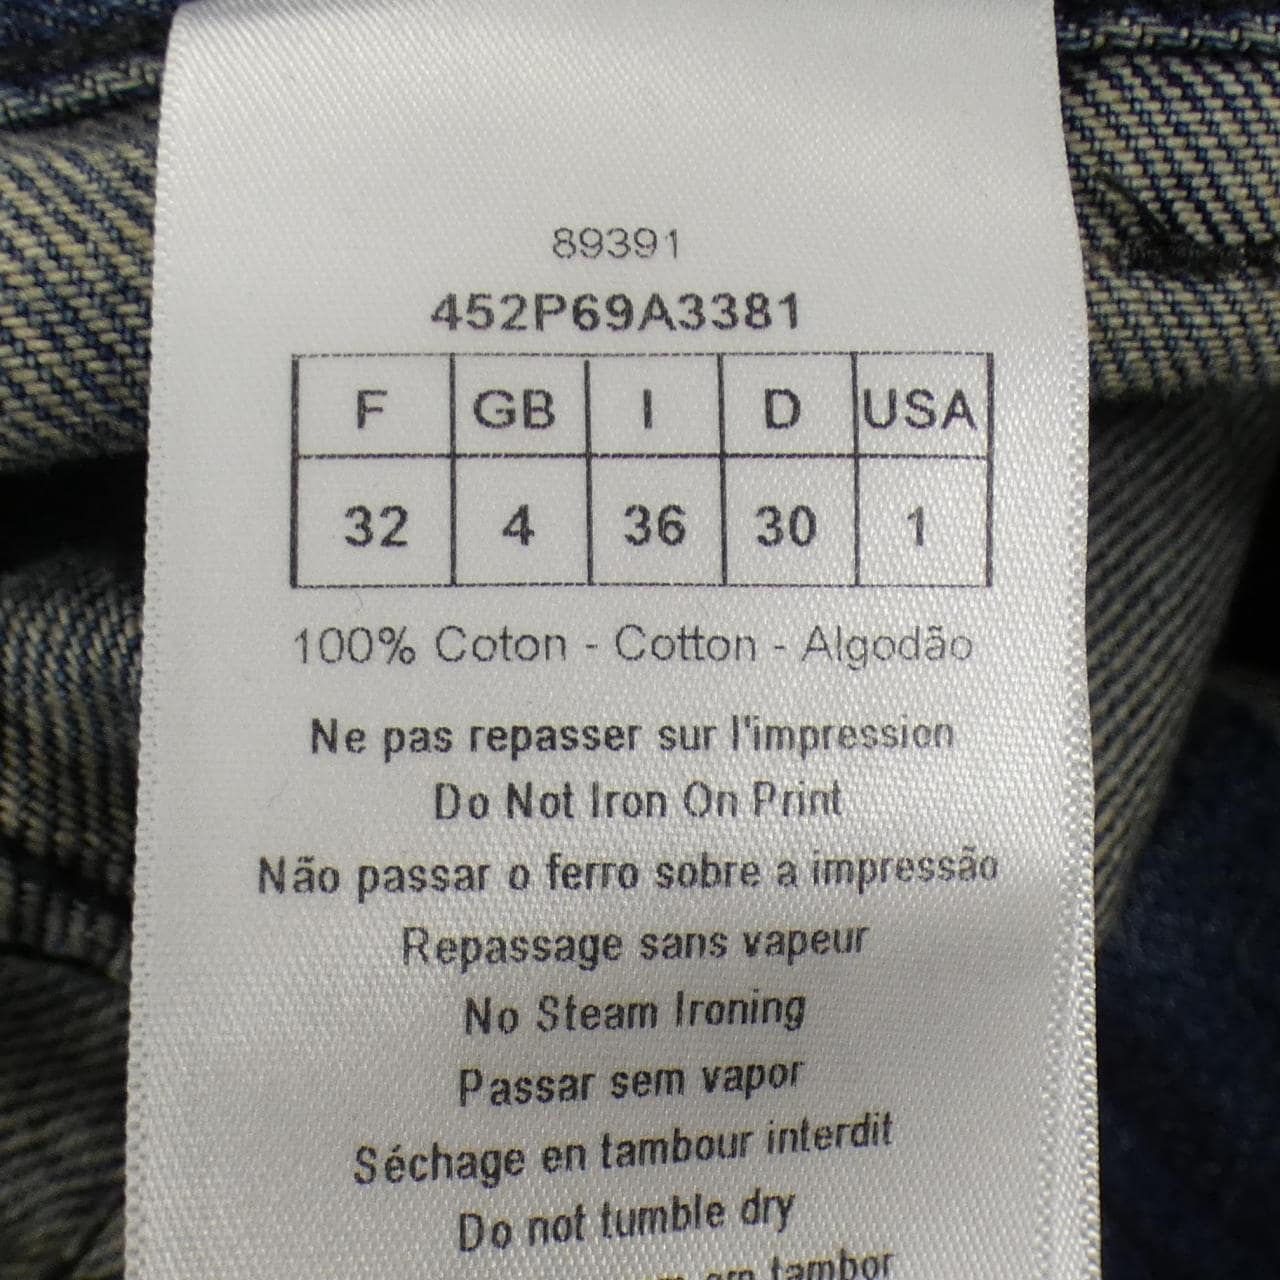 89391
452P69A3381
F GB I D USA
32 4 36 30 1
100% Coton - Cotton - Algodão
Ne pas repasser sur l'impression
Do Not Iron On Print
Não passar o ferro sobre a impressão
Repassage sans vapeur
No Steam Ironing
Passar sem vapor
Séchage en tambour interdit
Do not tumble dry
em tambor